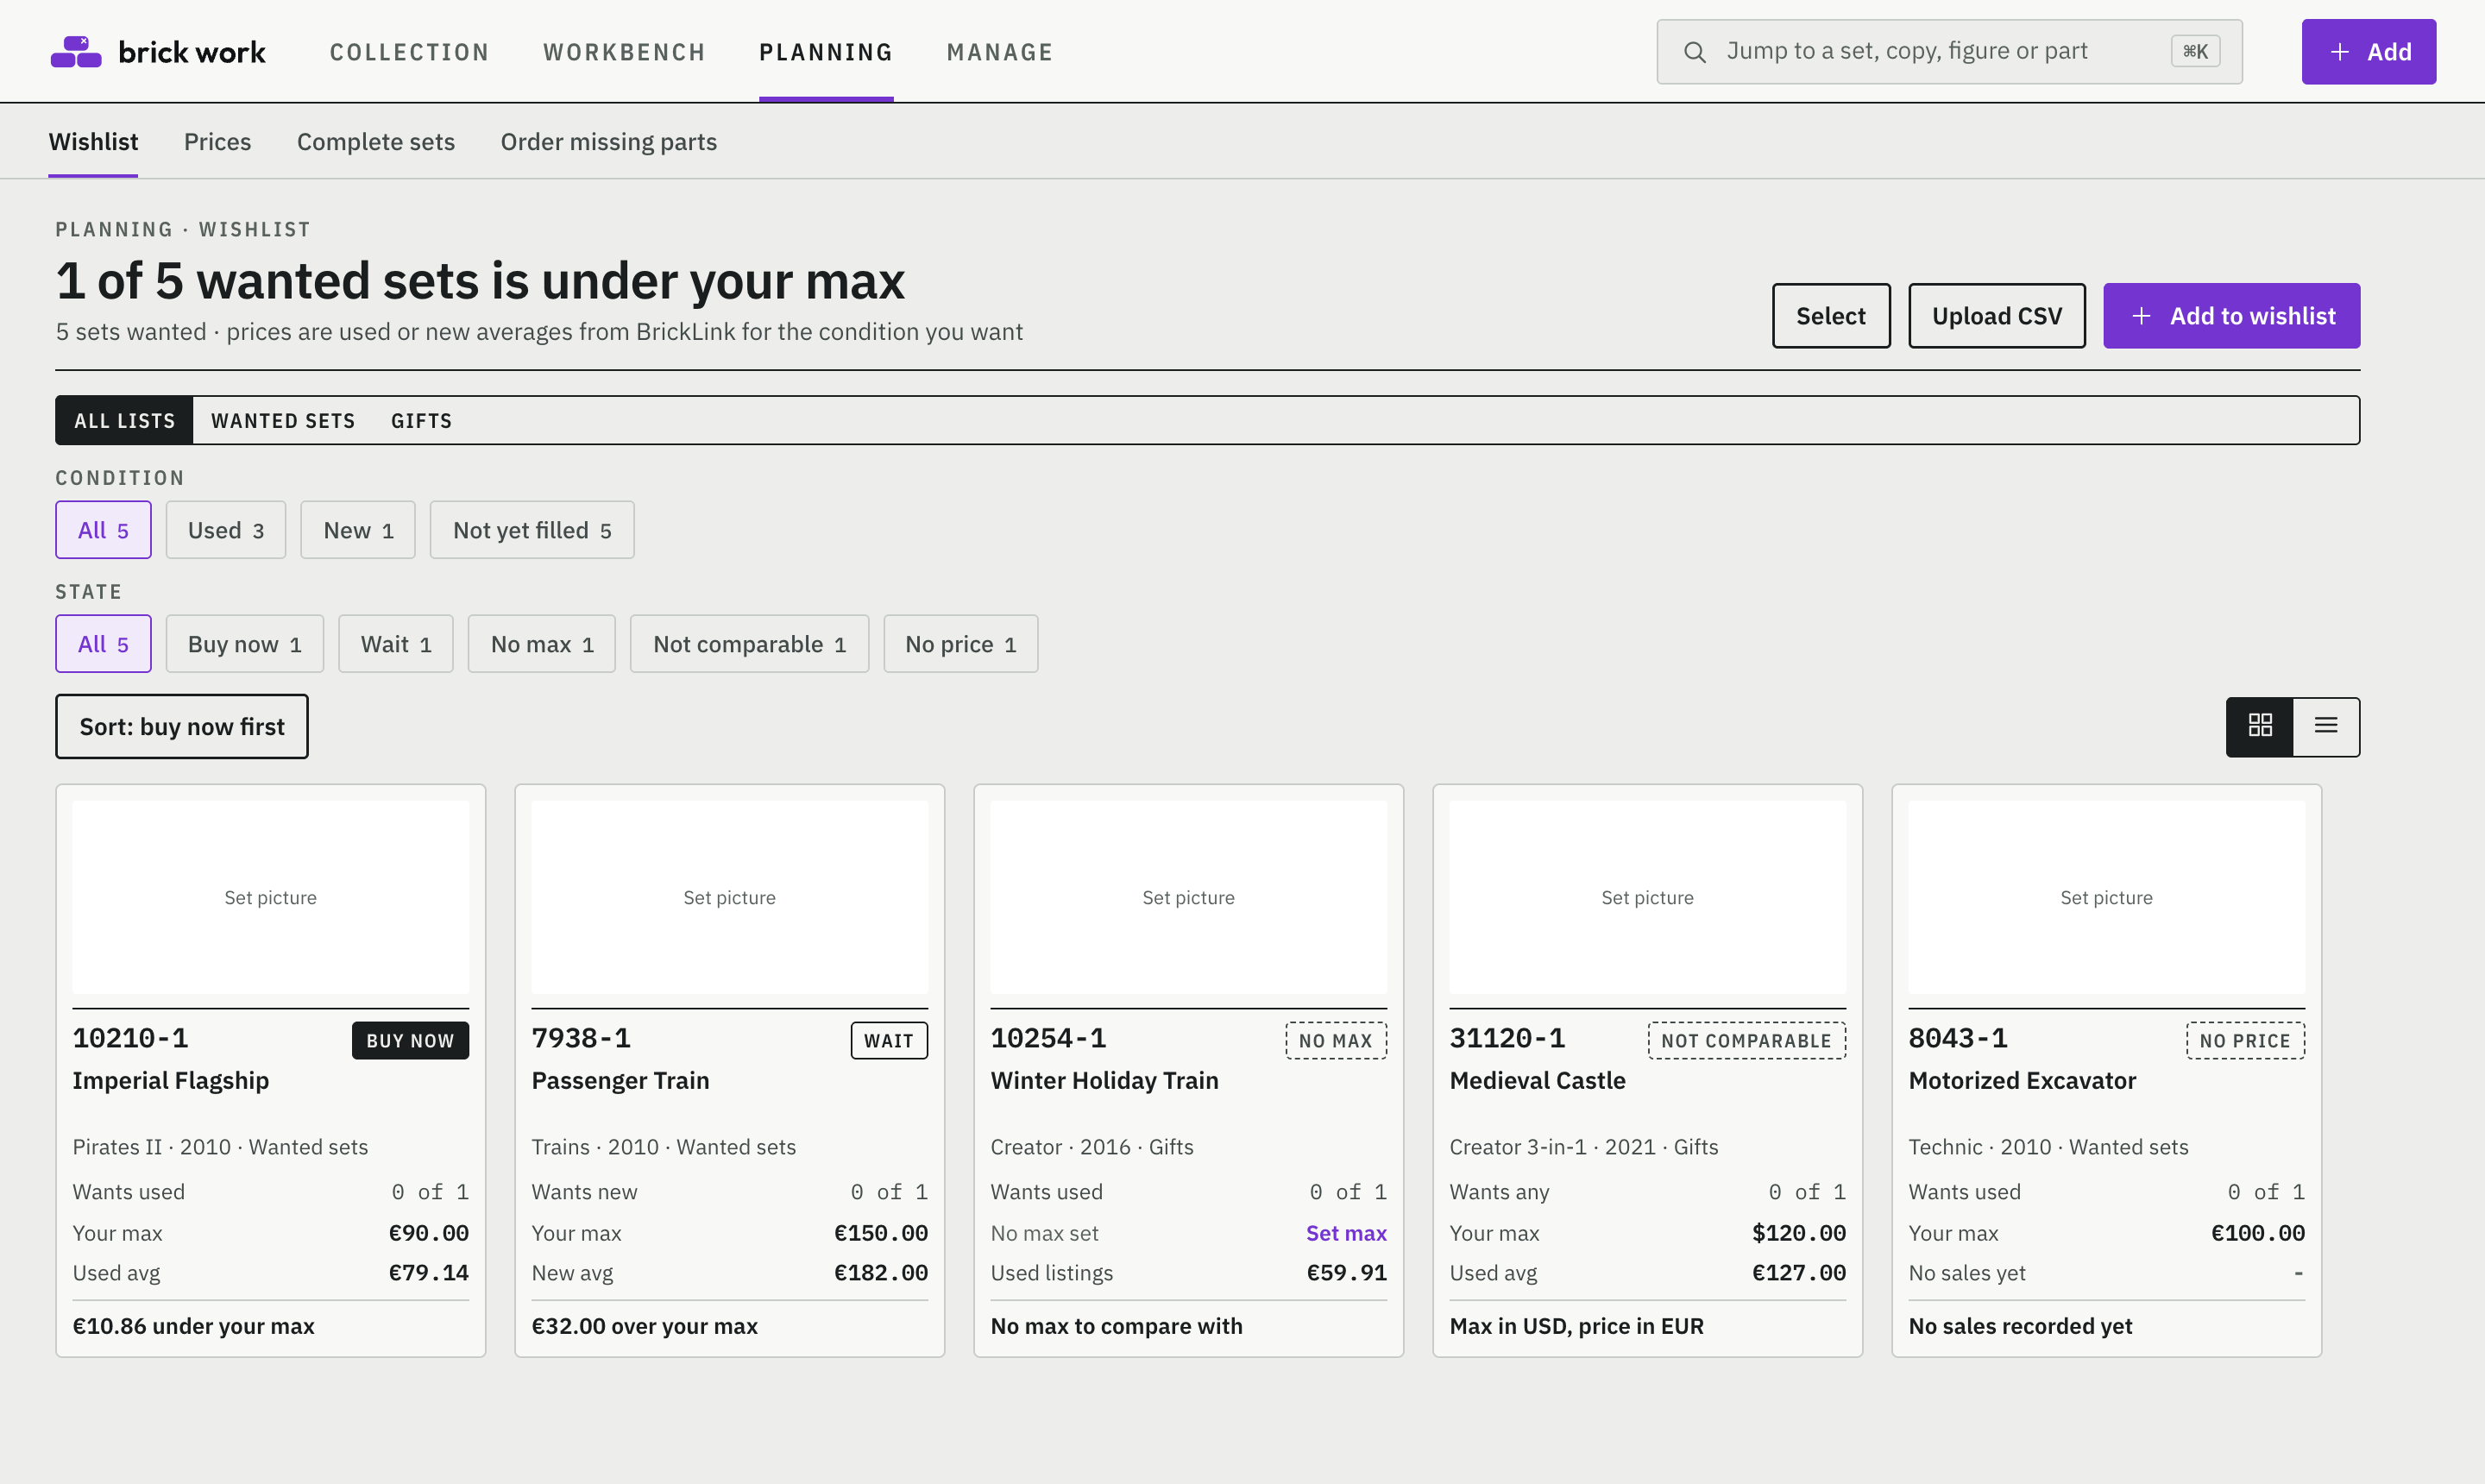 brick work COLLECTION WORKBENCH PLANNING MANAGE Jump to a set, copy, figure or part ⌘K + Add
Wishlist Prices Complete sets Order missing parts
PLANNING · WISHLIST
1 of 5 wanted sets is under your max
5 sets wanted · prices are used or new averages from BrickLink for the condition you want
Select Upload CSV + Add to wishlist
ALL LISTS WANTED SETS GIFTS
CONDITION
All 5 Used 3 New 1 Not yet filled 5
STATE
All 5 Buy now 1 Wait 1 No max 1 Not comparable 1 No price 1
Sort: buy now first
Set picture
10210-1 BUY NOW
Imperial Flagship
Pirates II · 2010 · Wanted sets
Wants used 0 of 1
Your max €90.00
Used avg €79.14
€10.86 under your max
Set picture
7938-1 WAIT
Passenger Train
Trains · 2010 · Wanted sets
Wants new 0 of 1
Your max €150.00
New avg €182.00
€32.00 over your max
Set picture
10254-1 NO MAX
Winter Holiday Train
Creator · 2016 · Gifts
Wants used 0 of 1
No max set Set max
Used listings €59.91
No max to compare with
Set picture
31120-1 NOT COMPARABLE
Medieval Castle
Creator 3-in-1 · 2021 · Gifts
Wants any 0 of 1
Your max $120.00
Used avg €127.00
Max in USD, price in EUR
Set picture
8043-1 NO PRICE
Motorized Excavator
Technic · 2010 · Wanted sets
Wants used 0 of 1
Your max €100.00
No sales yet -
No sales recorded yet